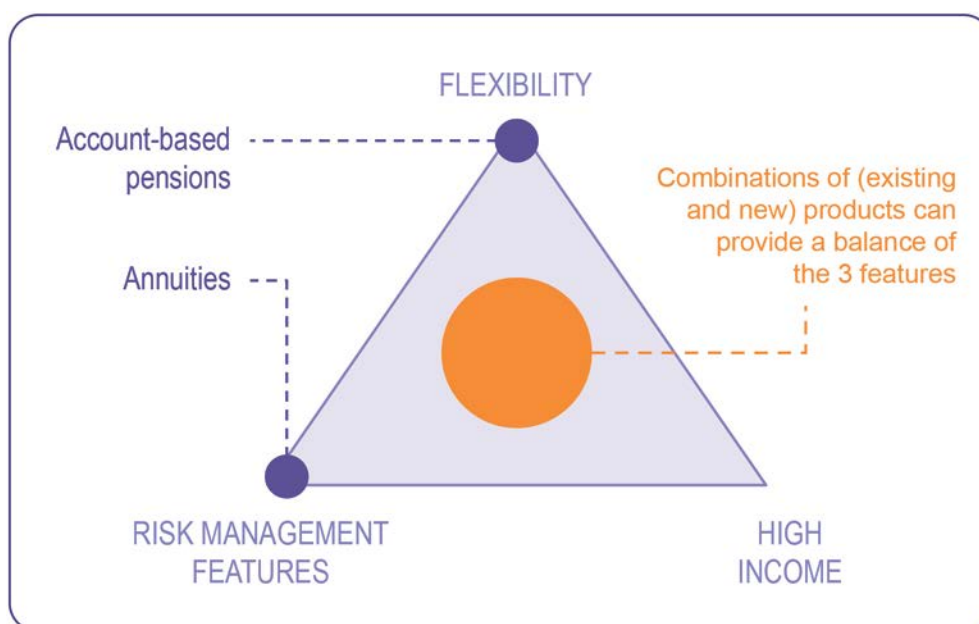 FLEXIBILITY
Account-based
pensions
Combinations of (existing
and new) products can
provide a balance of
the 3 features
Annuities
RISK MANAGEMENT
FEATURES
HIGH
INCOME